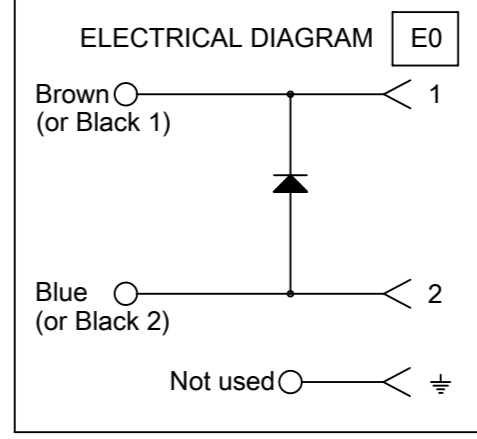 ELECTRICAL DIAGRAM E0
Brown 1
(or Black 1)
Blue 2
(or Black 2)
Not used